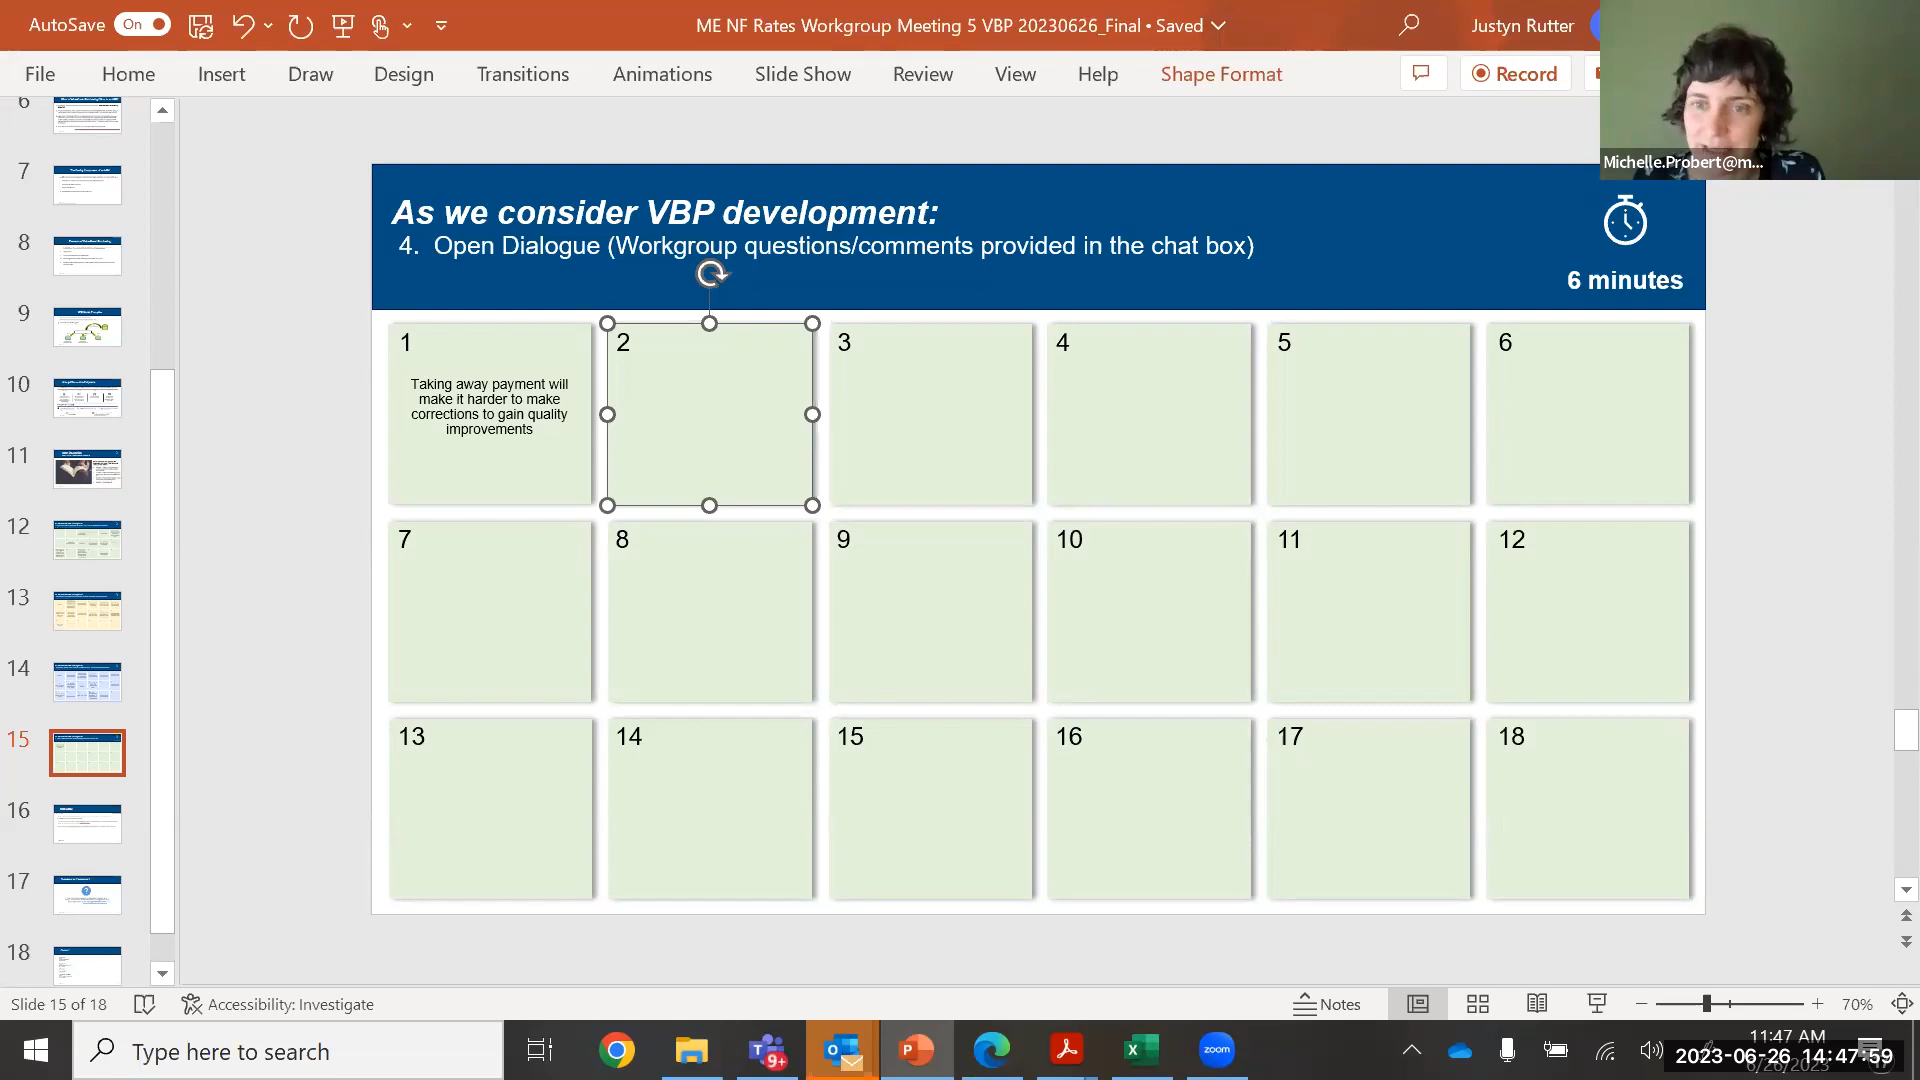 AutoSave On
ME NF Rates Workgroup Meeting 5 VBP 20230626_Final • Saved
Justyn Rutter
File Home Insert Draw Design Transitions Animations Slide Show Review View Help Shape Format
Record
Michelle.Probert@m...
6
7
8
9
10
11
12
13
14
15
16
17
18
As we consider VBP development:
4. Open Dialogue (Workgroup questions/comments provided in the chat box)
6 minutes
1
Taking away payment will
make it harder to make
corrections to gain quality
improvements
2
3
4
5
6
7
8
9
10
11
12
13
14
15
16
17
18
Slide 15 of 18
Accessibility: Investigate
Notes
70%
Type here to search
9+
zoom
11:47 AM
2023-06-26 14:47:59
6/26/2023